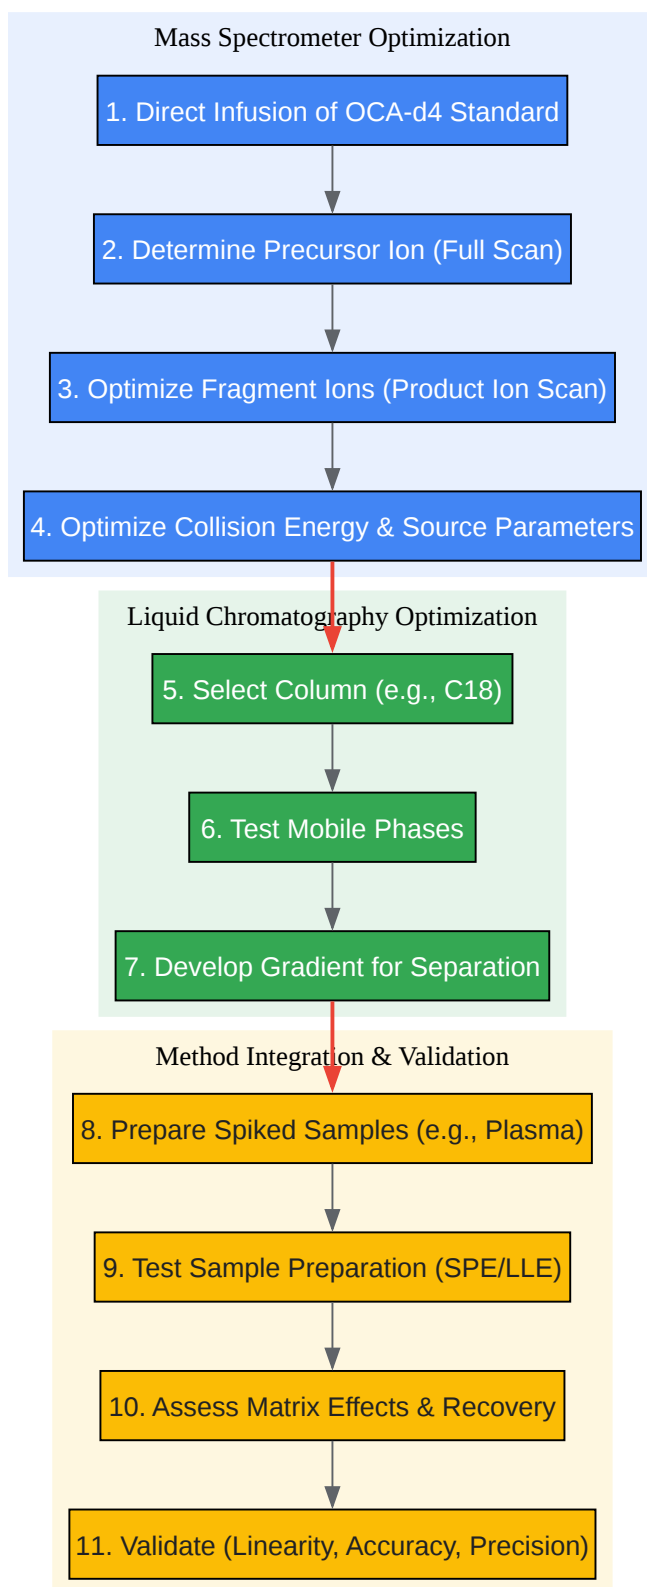 Mass Spectrometer Optimization
1. Direct Infusion of OCA-d4 Standard
2. Determine Precursor Ion (Full Scan)
3. Optimize Fragment Ions (Product Ion Scan)
4. Optimize Collision Energy & Source Parameters
Liquid Chromatography Optimization
5. Select Column (e.g., C18)
6. Test Mobile Phases
7. Develop Gradient for Separation
Method Integration & Validation
8. Prepare Spiked Samples (e.g., Plasma)
9. Test Sample Preparation (SPE/LLE)
10. Assess Matrix Effects & Recovery
11. Validate (Linearity, Accuracy, Precision)